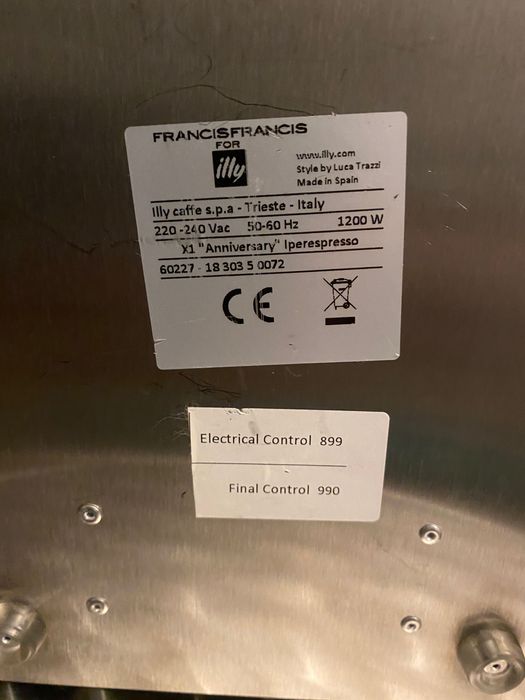 FRANCISFRANCIS
FOR
illy
www.illy.com
Style by Luca Trazzi
Made in Spain
Illy caffe s.p.a - Trieste - Italy
220 -240 Vac 50-60 Hz 1200 W
X1 "Anniversary" Iperespresso
60227 - 18 303 5 0072
CE
Electrical Control 899
Final Control 990